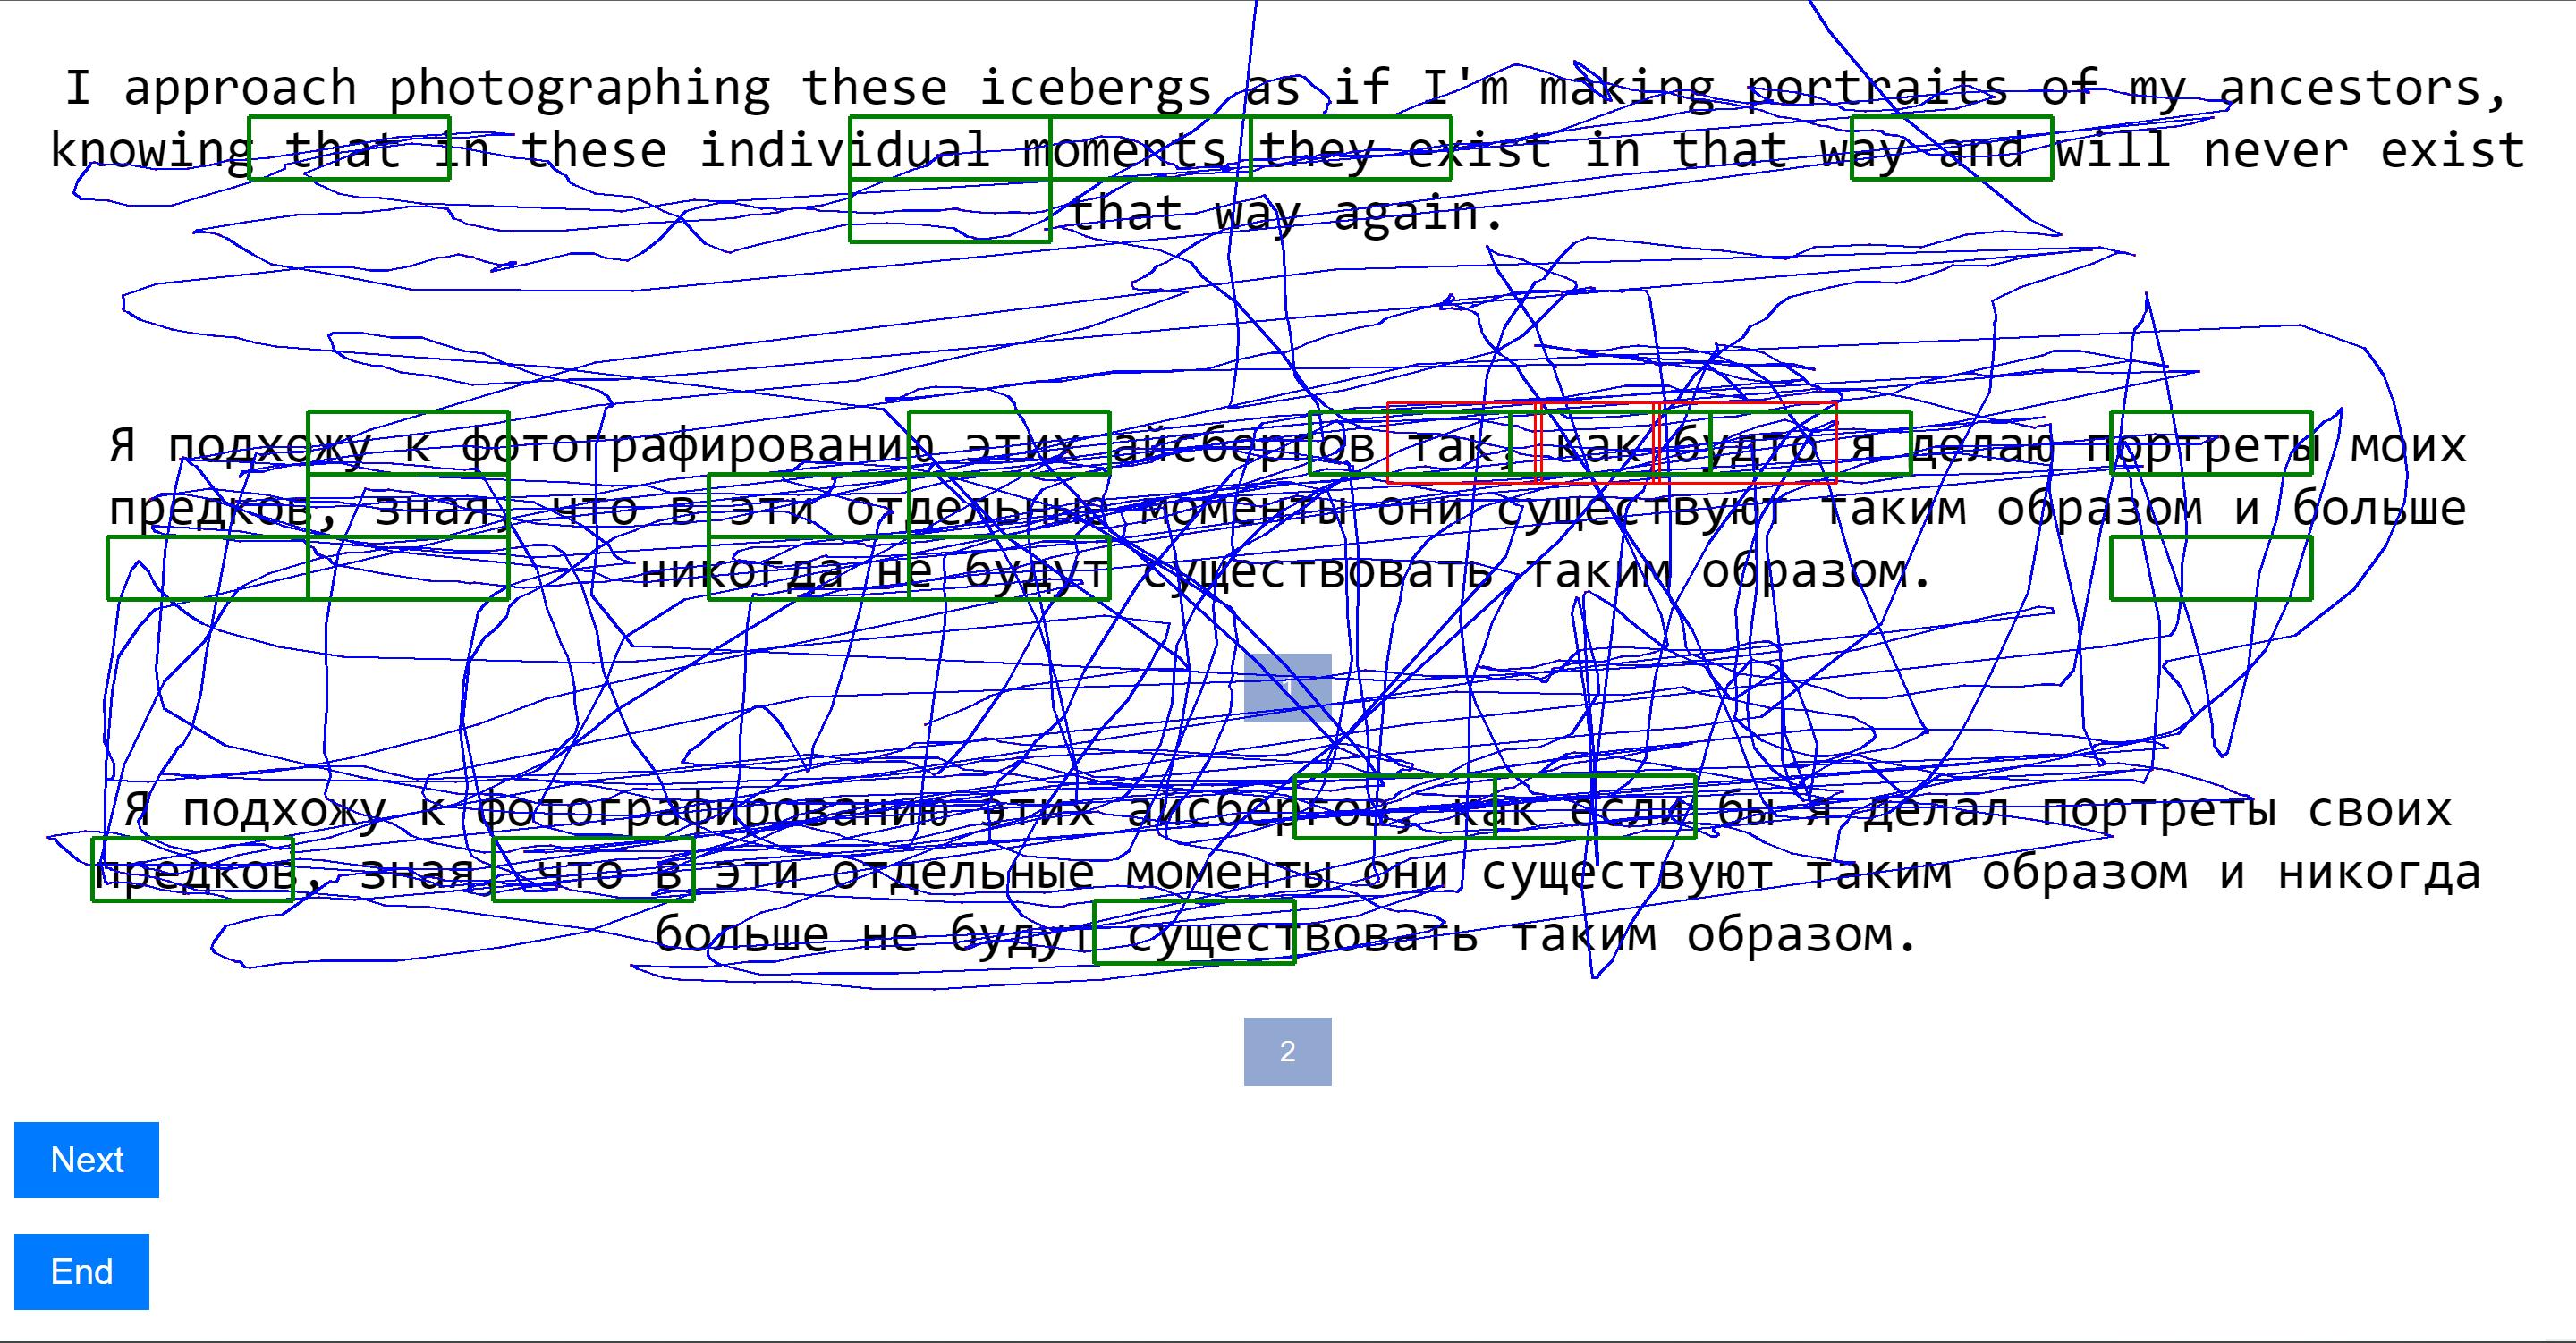 I approach photographing these icebergs as if I'm making portraits of my ancestors,
knowing that in these individual moments they exist in that way and will never exist
that way again.
Я подхожу к фотографировании этих айсбергов так, как будто я делаю портреты моих
предков, зная, что в эти отдельные моменты они существуют таким образом и больше
никогда не будут существовать таким образом.
Я подхожу к фотографированию этих айсбергов, как если бы я делал портреты своих
предков, зная, что в эти отдельные моменты они существуют таким образом и никогда
больше не будут существовать таким образом.
2
Next
End